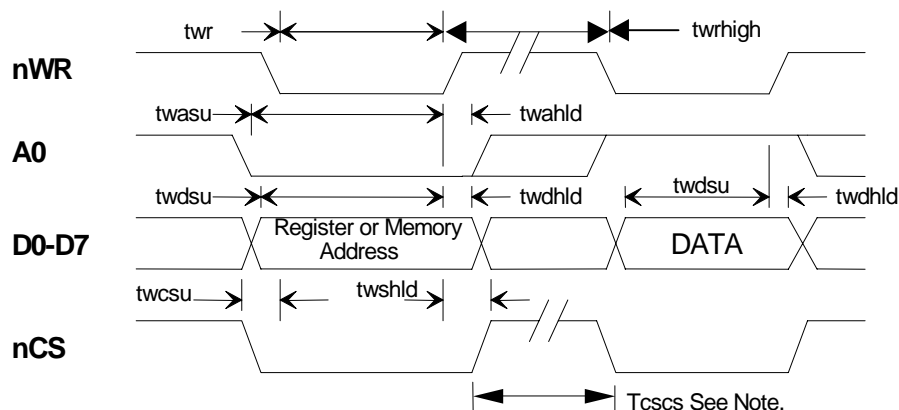 twr
twrhigh
nWR
twasu
twahld
A0
twdsu
twdhld
twdsu
twdhld
D0-D7
Register or Memory
Address
DATA
twcsu
twshld
nCS
Tcscs See Note.